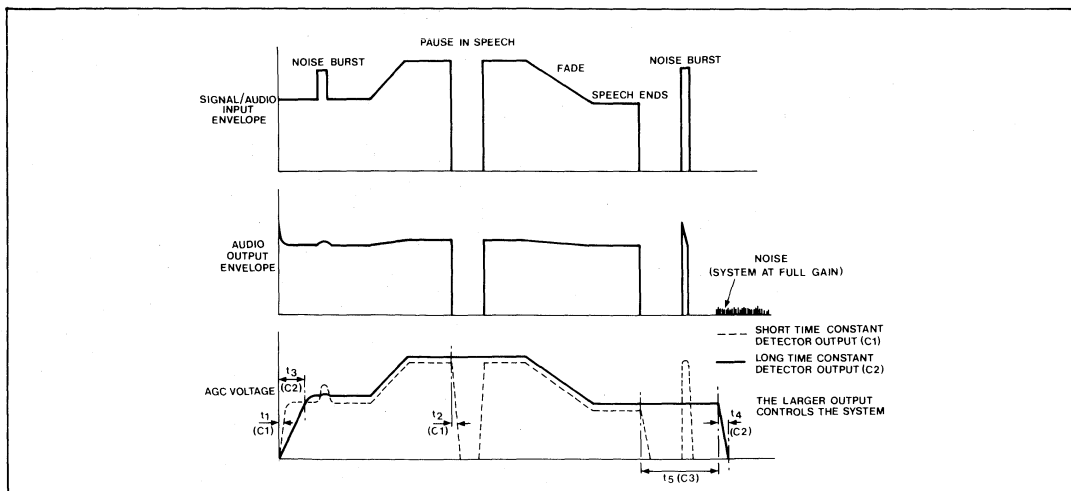 PAUSE IN SPEECH
NOISE BURST
FADE
NOISE BURST
SIGNAL/AUDIO
INPUT
ENVELOPE
SPEECH ENDS
AUDIO
OUTPUT
ENVELOPE
NOISE
(SYSTEM AT FULL GAIN)
SHORT TIME CONSTANT
DETECTOR OUTPUT (C1)
LONG TIME CONSTANT
DETECTOR OUTPUT (C2)
THE LARGER OUTPUT
CONTROLS THE SYSTEM
AGC VOLTAGE
t3
(C2)
t1
(C1)
t2
(C1)
t4
(C2)
t5 (C3)